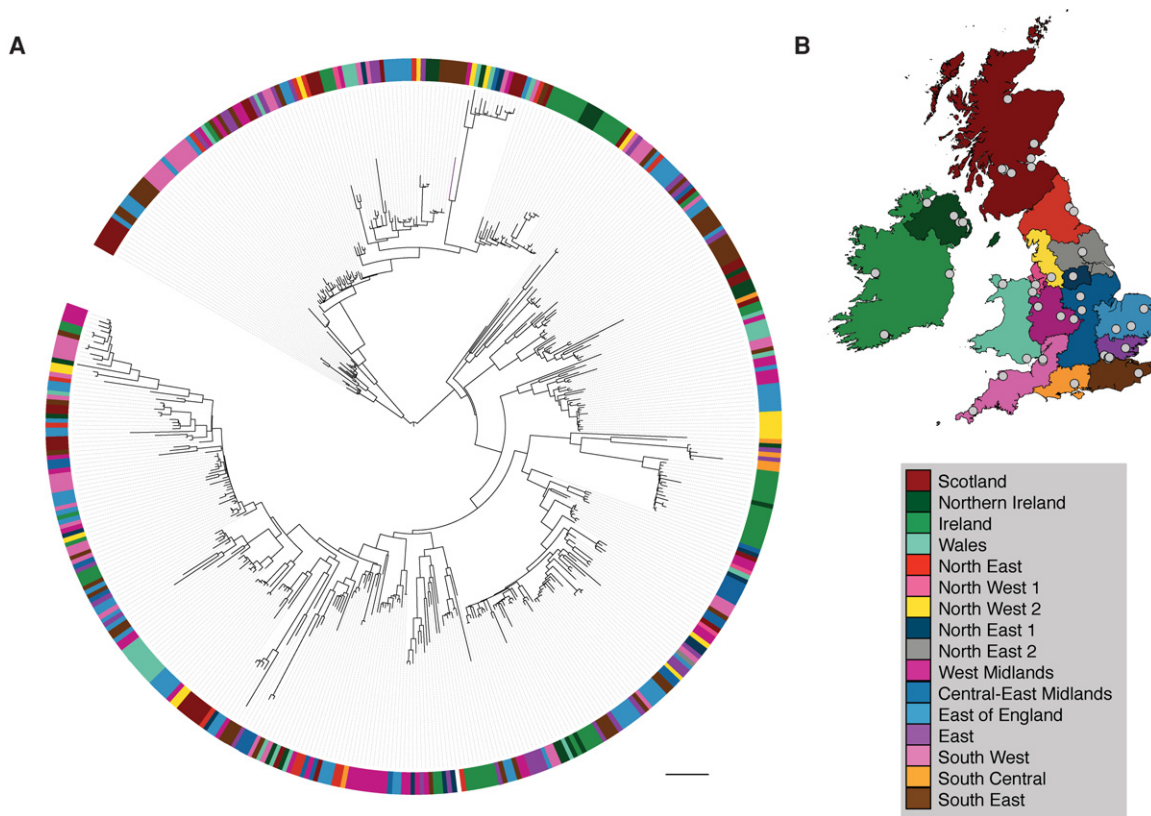 A
B
Scotland
Northern Ireland
Ireland
Wales
North East
North West 1
North West 2
North East 1
North East 2
West Midlands
Central-East Midlands
East of England
East
South West
South Central
South East